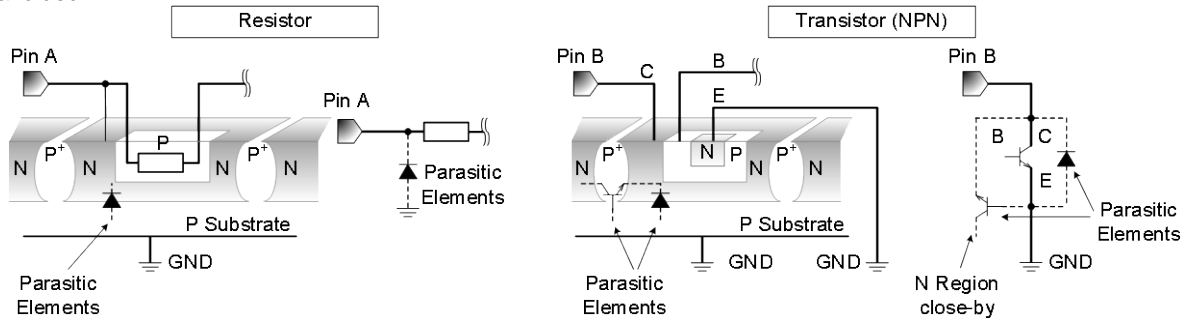 Resistor
Pin A
N
P+
N
P
N
P+
N
P Substrate
GND
Parasitic
Elements
Pin A
Parasitic
Elements
Transistor (NPN)
Pin B
C
B
E
N
P+
N
N
P
N
P+
N
P Substrate
GND
GND
Parasitic
Elements
Pin B
B
C
E
Parasitic
Elements
GND
N Region
close-by